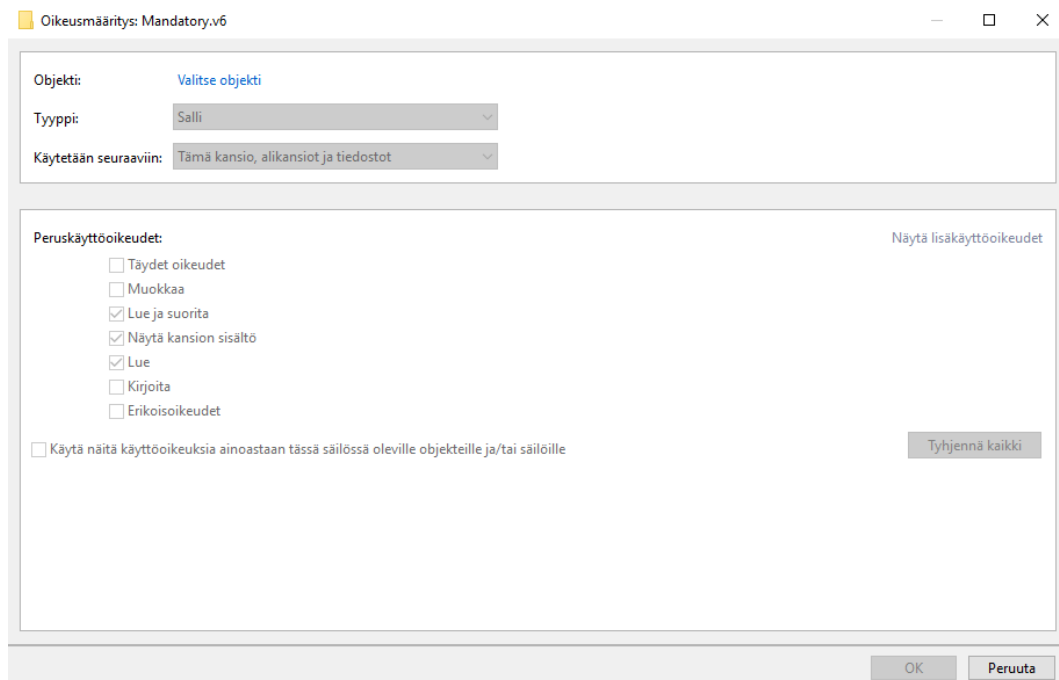 Oikeusmääritys: Mandatory.v6
Objekti: Valitse objekti
Tyyppi: Salli
Käytetään seuraaviin: Tämä kansio, alikansiot ja tiedostot
Peruskäyttöoikeudet: Näytä lisäkäyttöoikeudet
Täydet oikeudet
Muokkaa
Lue ja suorita
Näytä kansion sisältö
Lue
Kirjoita
Erikoisoikeudet
Käytä näitä käyttöoikeuksia ainoastaan tässä säilössä oleville objekteille ja/tai säilöille Tyhjennä kaikki
OK Peruuta